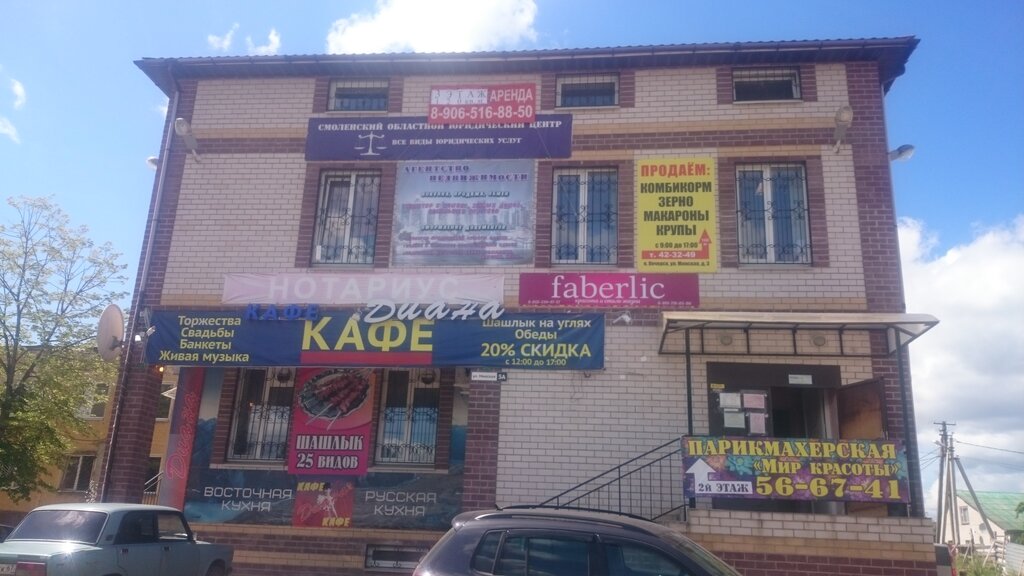 3 ЭТАЖ АРЕНДА
8-906-516-88-50
СМОЛЕНСКИЙ ОБЛАСТНОЙ ЮРИДИЧЕСКИЙ ЦЕНТР
ВСЕ ВИДЫ ЮРИДИЧЕСКИХ УСЛУГ
АГЕНТСТВО
НЕДВИЖИМОСТИ
ПРОДАЁМ:
КОМБИКОРМ
ЗЕРНО
МАКАРОНЫ
КРУПЫ
с 9:00 до 17:00
т. 42-32-49
НОТАРИУС
faberlic
КАФЕ Диана
Торжества
Свадьбы
Банкеты
Живая музыка
КАФЕ
Шашлык на углях
Обеды
20% СКИДКА
с 12:00 до 17:00
ШАШЛЫК
25 ВИДОВ
Диана
ВОСТОЧНАЯ
КУХНЯ
КАФЕ
КАФЕ
РУССКАЯ
КУХНЯ
ПАРИКМАХЕРСКАЯ
«Мир красоты»
2й ЭТАЖ 56-67-41